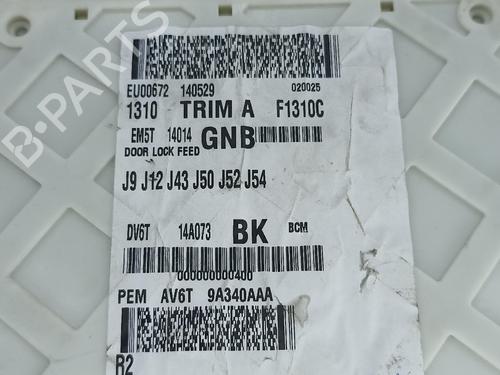 EU00672 140529 020025
1310 TRIM A F1310C
EM5T 14014 GNB
DOOR LOCK FEED
J9 J12 J43 J50 J52 J54
DV6T 14A073 BK BCM
000000000400
PEM AV6T 9A340AAA
B2
B-PARTS